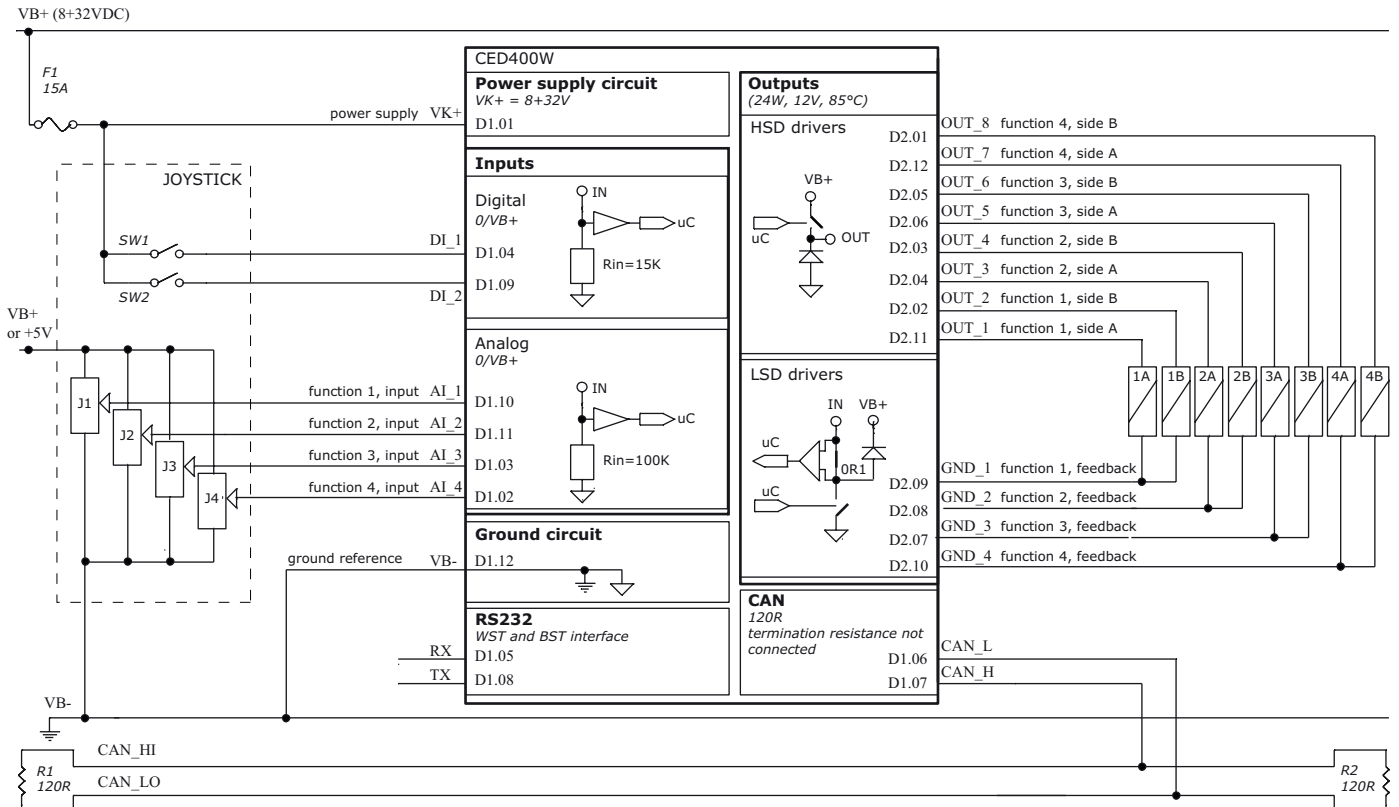 VB+ (8+32VDC)
F1
15A
power supply VK+
JOYSTICK
SW1
SW2
DI_1
DI_2
VB+
or +5V
J1
J2
J3
J4
function 1, input AI_1
function 2, input AI_2
function 3, input AI_3
function 4, input AI_4
ground reference VB-
RX
TX
CED400W
Power supply circuit
VK+ = 8+32V
D1.01
Inputs
Digital
0/VB+
D1.04
D1.09
IN
uC
Rin=15K
Analog
0/VB+
D1.10
D1.11
D1.03
D1.02
IN
uC
Rin=100K
Ground circuit
D1.12
RS232
WST and BST interface
D1.05
D1.08
Outputs
(24W, 12V, 85°C)
HSD drivers
VB+
uC
OUT
D2.01
D2.12
D2.05
D2.06
D2.03
D2.04
D2.02
D2.11
LSD drivers
IN VB+
uC
0R1
uC
D2.09
D2.08
D2.07
D2.10
CAN
120R
termination resistance not
connected
D1.06
D1.07
OUT_8 function 4, side B
OUT_7 function 4, side A
OUT_6 function 3, side B
OUT_5 function 3, side A
OUT_4 function 2, side B
OUT_3 function 2, side A
OUT_2 function 1, side B
OUT_1 function 1, side A
1A 1B 2A 2B 3A 3B 4A 4B
GND_1 function 1, feedback
GND_2 function 2, feedback
GND_3 function 3, feedback
GND_4 function 4, feedback
CAN_L
CAN_H
VB-
CAN_HI
R1
120R
CAN_LO
R2
120R